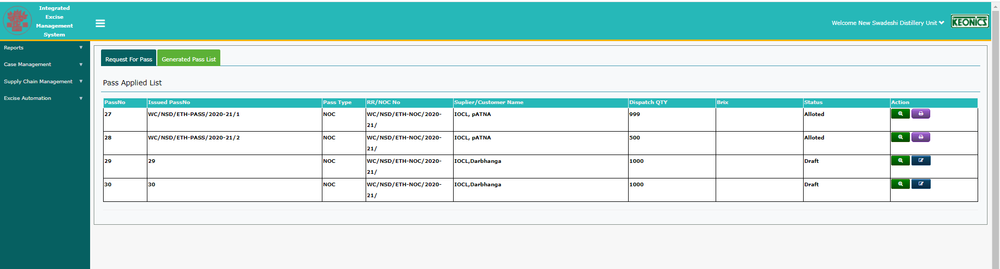 Integrated
Excise
Management
System
Welcome New Swadeshi Distillery Unit
KEONICS
Reports
Case Management
Supply Chain Management
Excise Automation
Request For Pass
Generated Pass List
Pass Applied List
PassNo Issued PassNo Pass Type RR/NOC No Suplier/Customer Name Dispatch QTY Brix Status Action
27 WC/NSD/ETH-PASS/2020-21/1 NOC WC/NSD/ETH-NOC/2020- IOCL, pATNA 999 Alloted
21/
28 WC/NSD/ETH-PASS/2020-21/2 NOC WC/NSD/ETH-NOC/2020- IOCL, pATNA 500 Alloted
21/
29 29 NOC WC/NSD/ETH-NOC/2020- IOCL,Darbhanga 1000 Draft
21/
30 30 NOC WC/NSD/ETH-NOC/2020- IOCL,Darbhanga 1000 Draft
21/